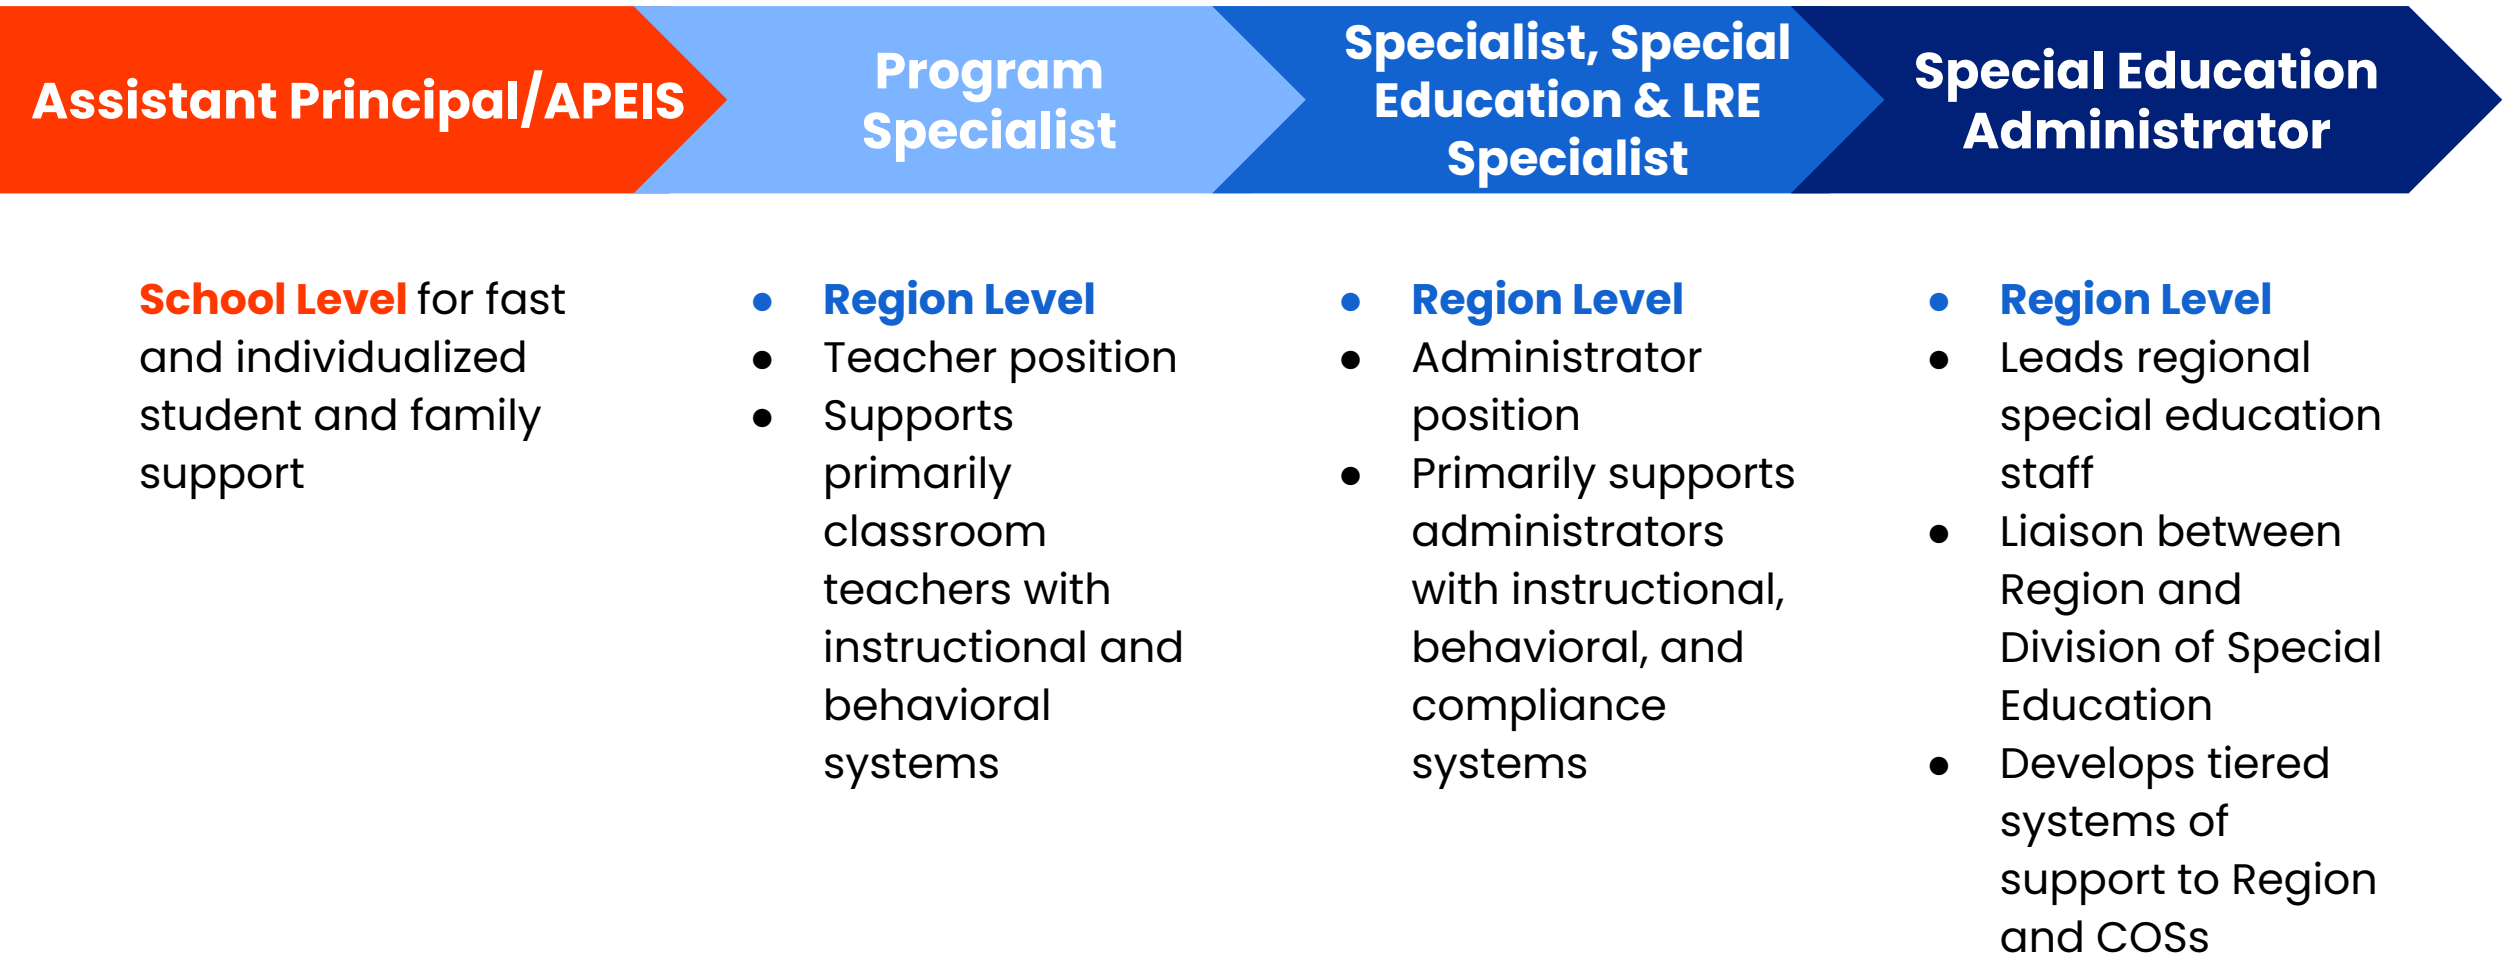 Assistant Principal/APEIS
Program
Specialist
Specialist, Special
Education & LRE
Specialist
Special Education
Administrator
School Level for fast
and individualized
student and family
support
● Region Level
● Teacher position
● Supports
primarily
classroom
teachers with
instructional and
behavioral
systems
● Region Level
● Administrator
position
● Primarily supports
administrators
with instructional,
behavioral, and
compliance
systems
● Region Level
● Leads regional
special education
staff
● Liaison between
Region and
Division of Special
Education
● Develops tiered
systems of
support to Region
and COSs